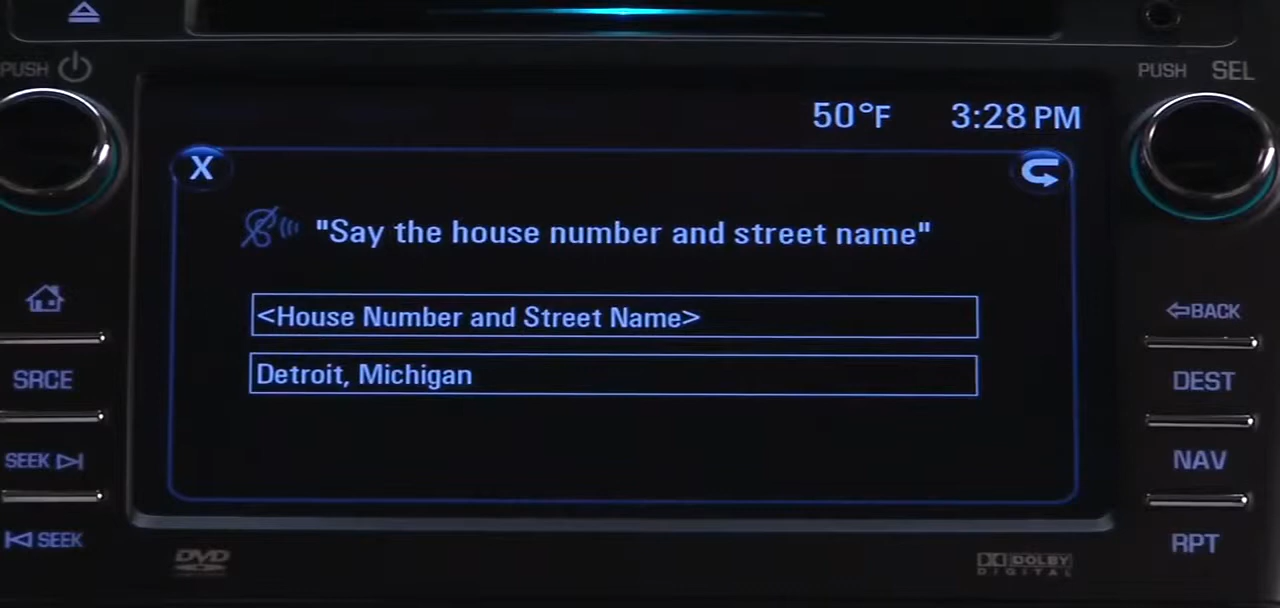 PUSH
PUSH SEL
50°F 3:28 PM
X
"Say the house number and street name"
<House Number and Street Name>
Detroit, Michigan
SRCE
SEEK
SEEK
BACK
DEST
NAV
RPT
DVD
DOLBY
DIGITAL